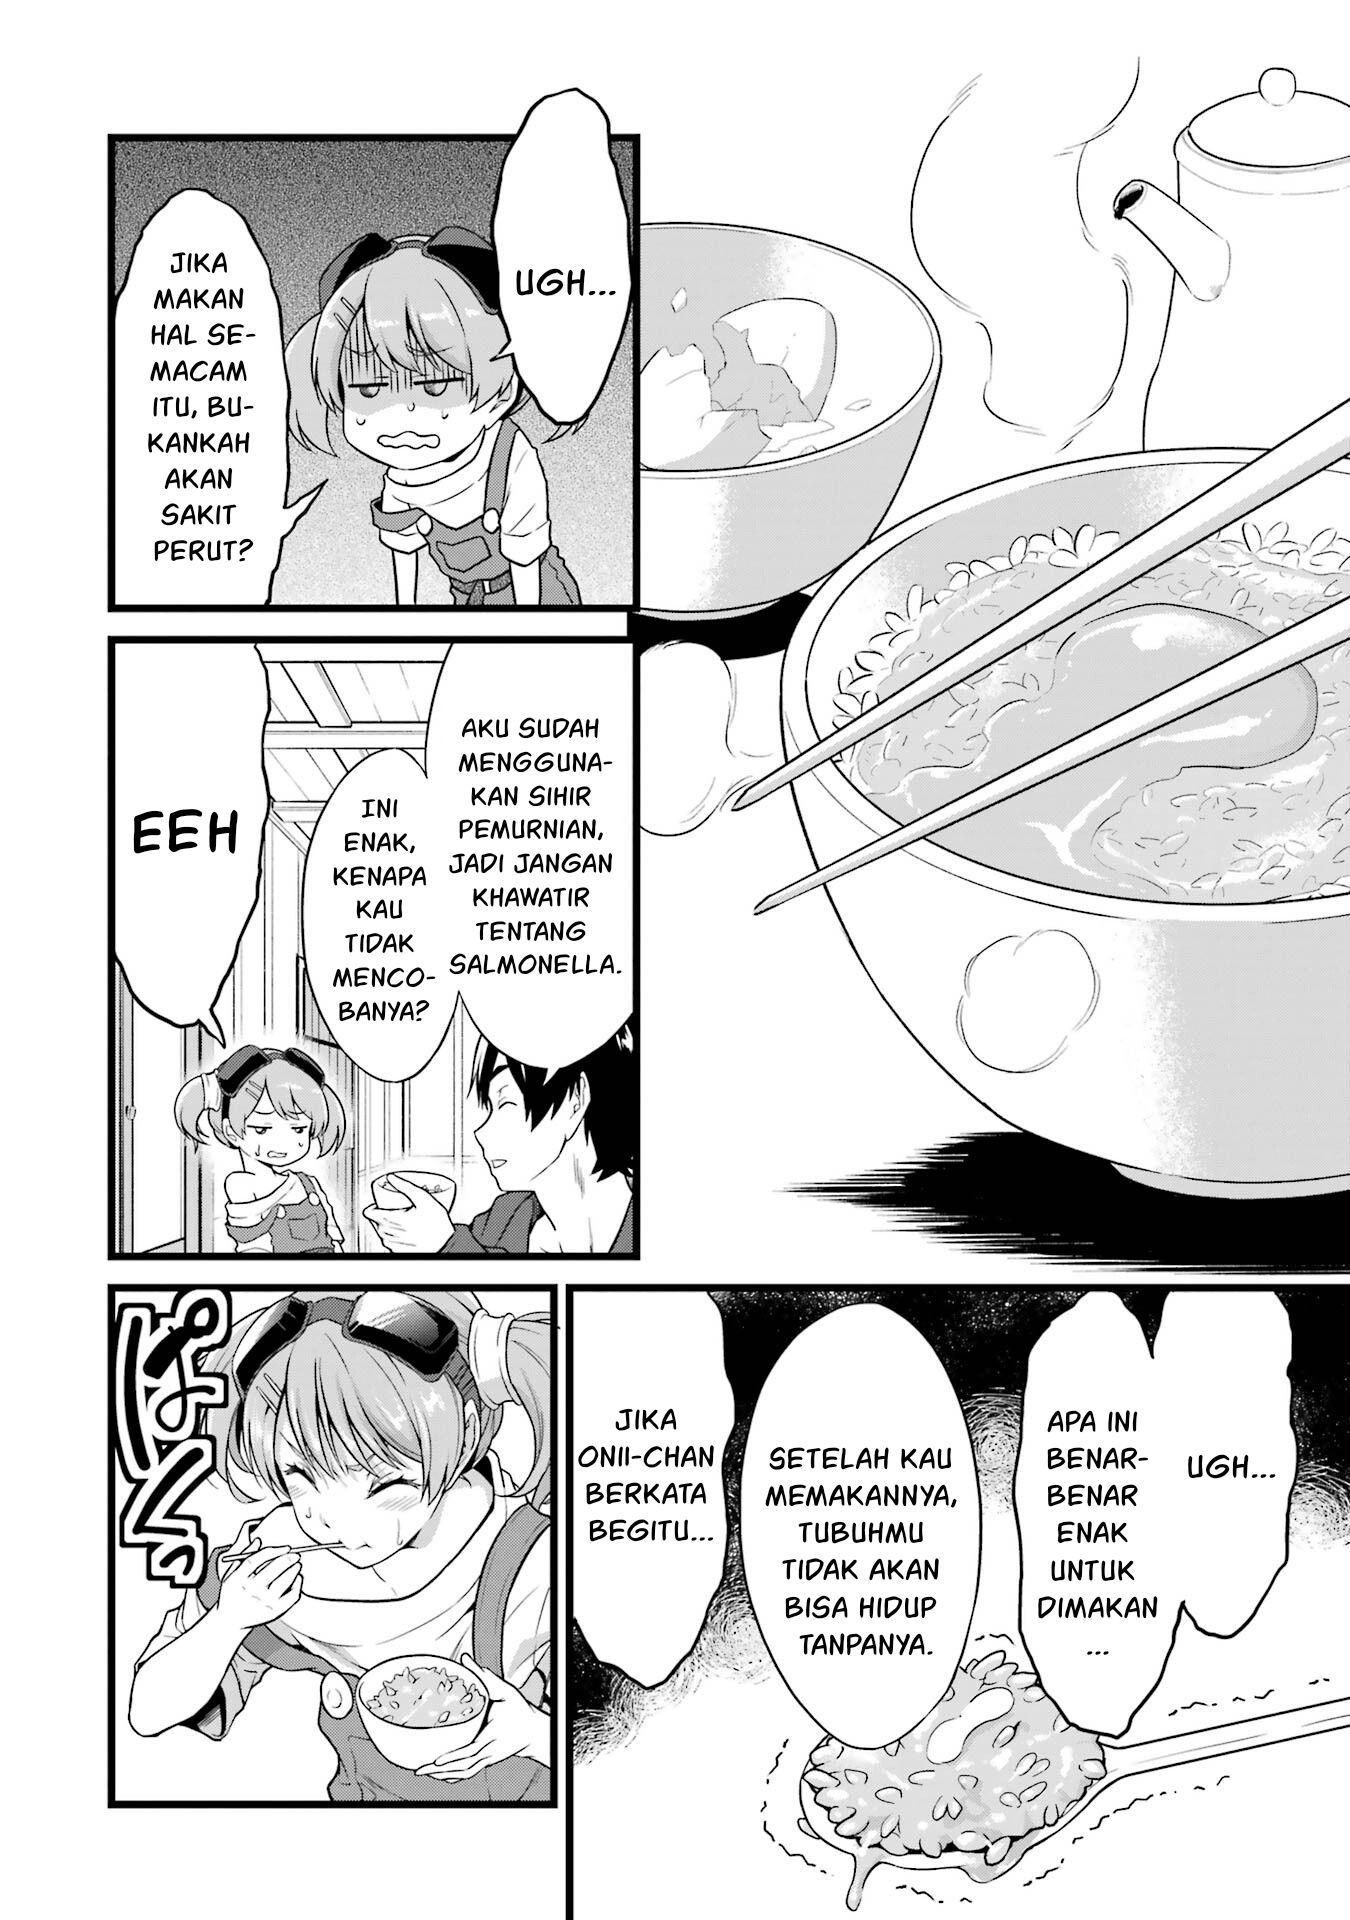 UGH...
JIKA
MAKAN
HAL SE-
MACAM
ITU, BU-
KANKAH
AKAN
SAKIT
PERUT?
AKU SUDAH
MENGGUNA-
KAN SIHIR
PEMURNIAN,
JADI JANGAN
KHAWATIR
TENTANG
SALMONELLA.
INI
ENAK,
KENAPA
KAU
TIDAK
MENCO-
BANYA?
EEH
UGH...
APA INI
BENAR-
BENAR
ENAK
UNTUK
DIMAKAN
...
SETELAH KAU
MEMAKANNYA,
TUBUHMU
TIDAK AKAN
BISA HIDUP
TANPANYA.
JIKA
ONII-CHAN
BERKATA
BEGITU...
ぱくっ